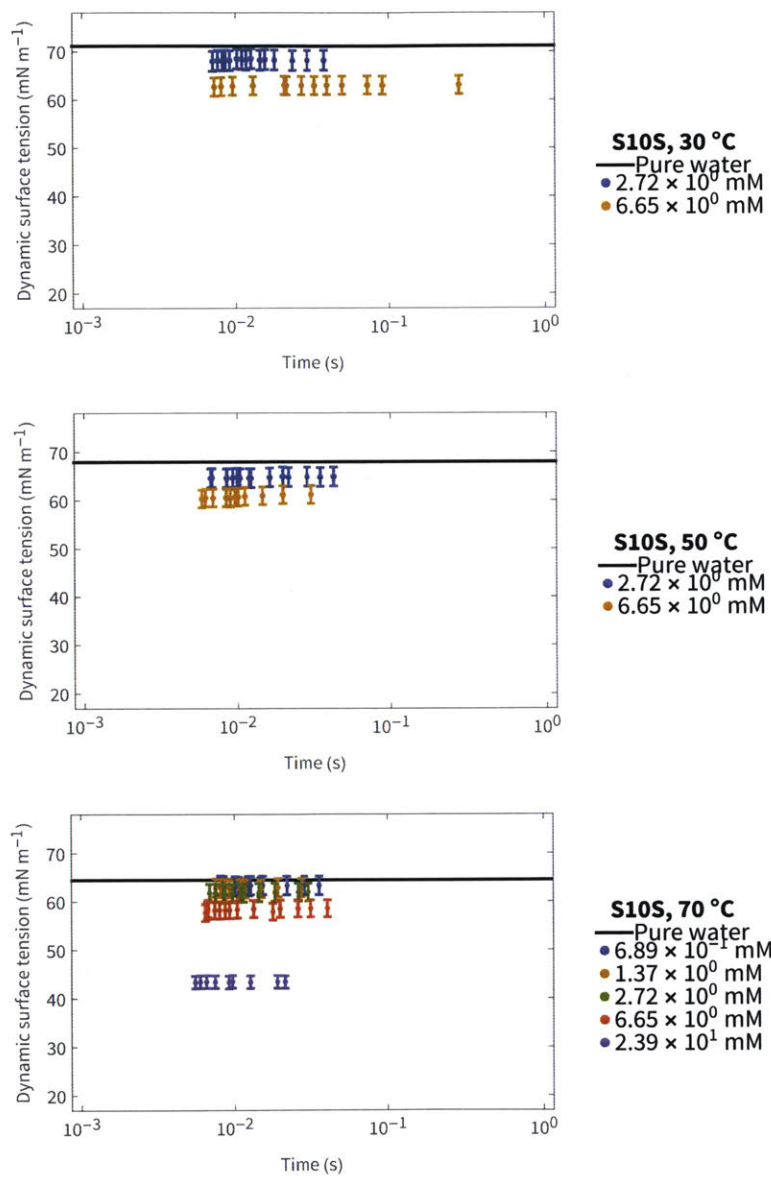 Dynamic surface tension (mN m⁻¹)
70
60
50
40
30
20
10⁻³ 10⁻² 10⁻¹ 10⁰
Time (s)
S10S, 30 °C
Pure water
2.72 × 10⁰ mM
6.65 × 10⁰ mM
Dynamic surface tension (mN m⁻¹)
70
60
50
40
30
20
10⁻³ 10⁻² 10⁻¹ 10⁰
Time (s)
S10S, 50 °C
Pure water
2.72 × 10⁰ mM
6.65 × 10⁰ mM
Dynamic surface tension (mN m⁻¹)
70
60
50
40
30
20
10⁻³ 10⁻² 10⁻¹ 10⁰
Time (s)
S10S, 70 °C
Pure water
6.89 × 10⁻¹ mM
1.37 × 10⁰ mM
2.72 × 10⁰ mM
6.65 × 10⁰ mM
2.39 × 10¹ mM